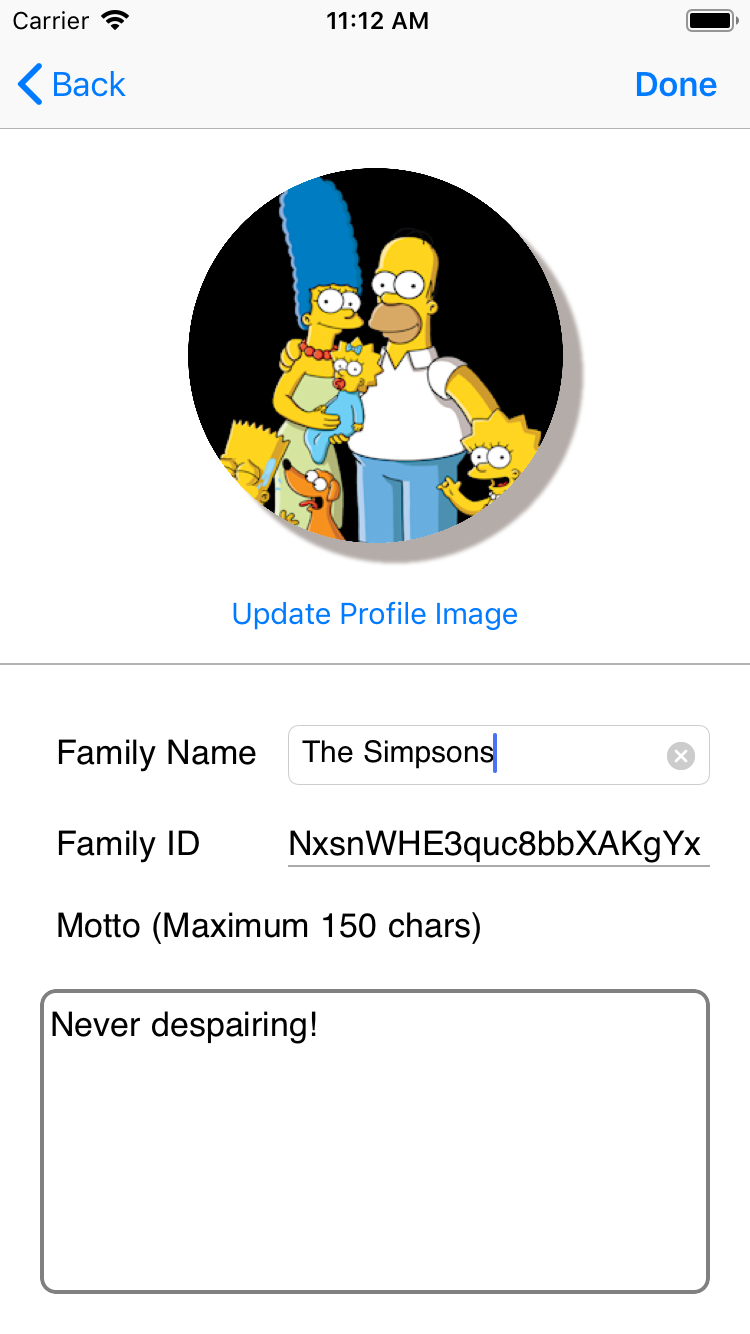 Carrier 11:12 AM
Back Done
Update Profile Image
Family Name The Simpsons
Family ID NxsnWHE3quc8bbXAKgYx
Motto (Maximum 150 chars)
Never despairing!